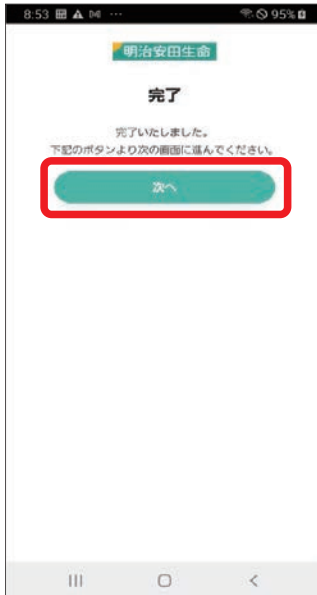 8:53 ... 95%
明治安田生命
完了
完了いたしました。
下記のボタンより次の画面に進んでください。
次へ